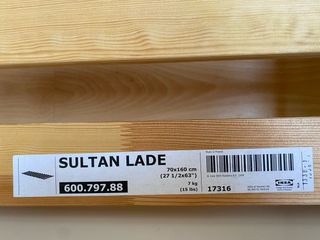 SULTAN LADE
600.797.88
70x160 cm
(27 1/2x63")
7 kg
(15 lbs)
17316
IKEA